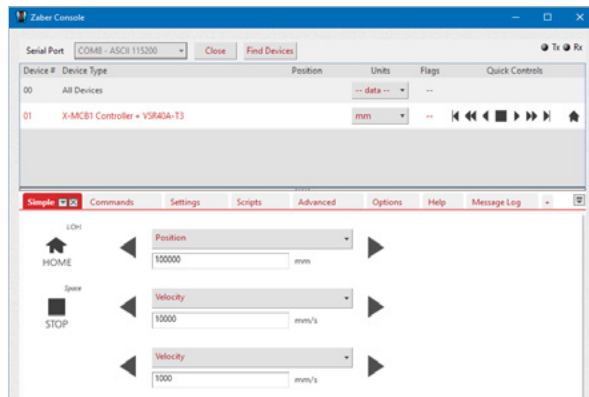 Zaber Console
Serial Port COM8 - ASCII 115200 Close Find Devices Tx Rx
Device # Device Type Position Units Flags Quick Controls
00 All Devices -- data -- --
01 X-MCB1 Controller + VSR40A-T3 mm --
Simple Commands Settings Scripts Advanced Options Help Message Log +
HOME
Position
100000 mm
Space
STOP
Velocity
10000 mm/s
Velocity
1000 mm/s